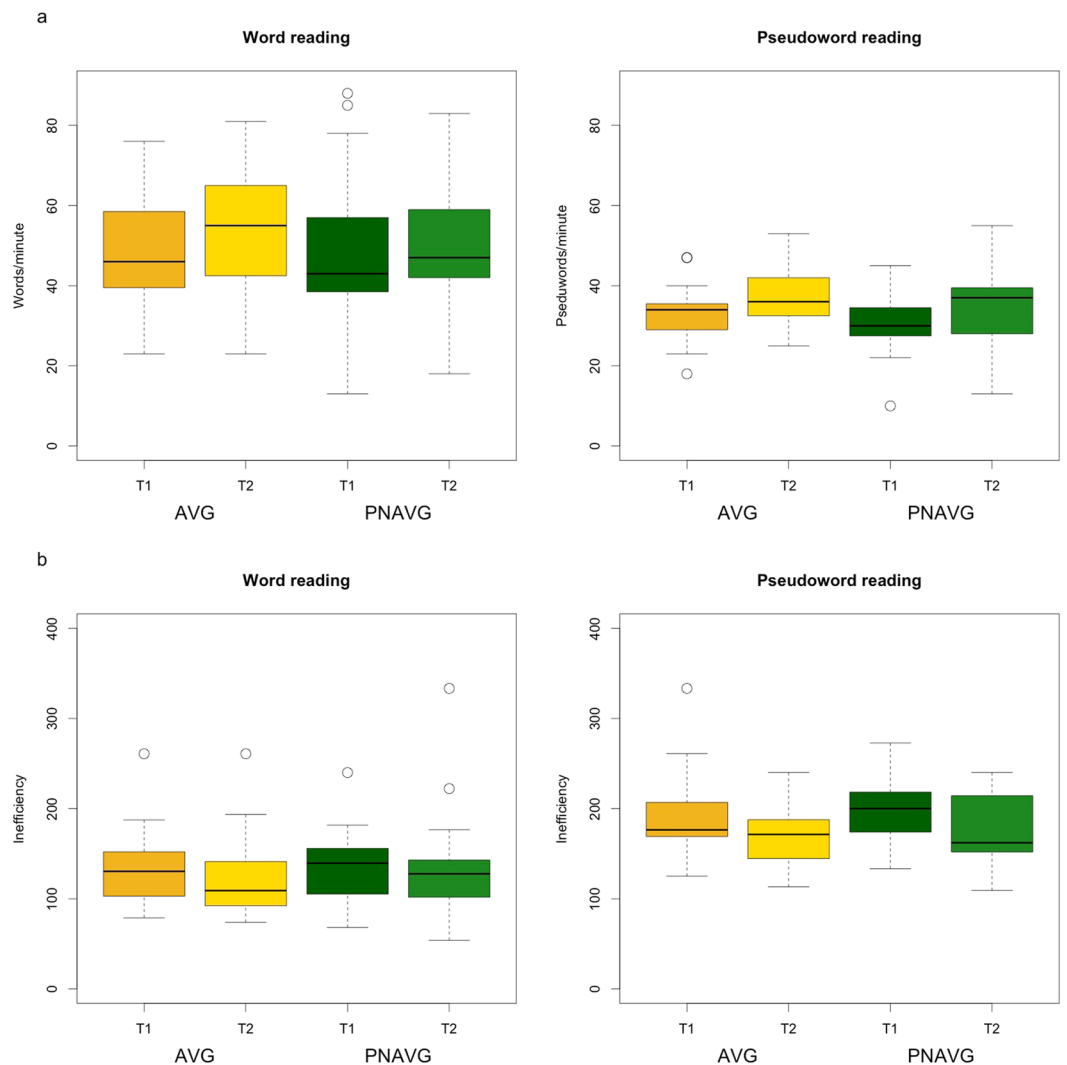 a
Word reading
Pseudoword reading
Words/minute
80
60
40
20
0
T1 T2 T1 T2
AVG PNAVG
Pseduwords/minute
80
60
40
20
0
T1 T2 T1 T2
AVG PNAVG
b
Word reading
Pseudoword reading
Inefficiency
400
300
200
100
0
T1 T2 T1 T2
AVG PNAVG
Inefficiency
400
300
200
100
0
T1 T2 T1 T2
AVG PNAVG